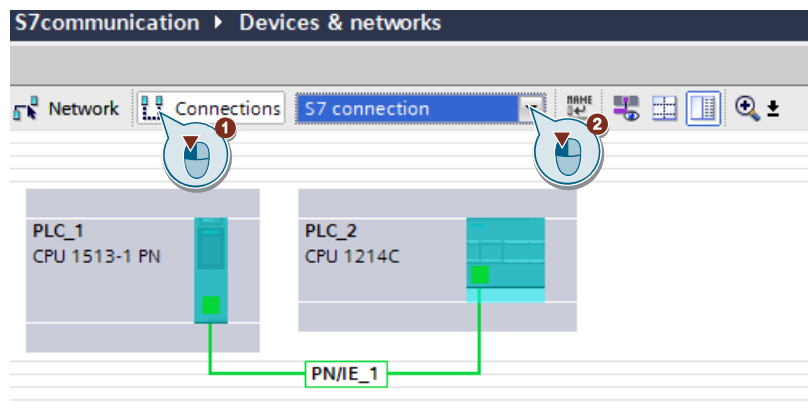 S7communication ▸ Devices & networks
Network Connections S7 connection NAME
1 2
PLC_1
CPU 1513-1 PN
PLC_2
CPU 1214C
PN/IE_1